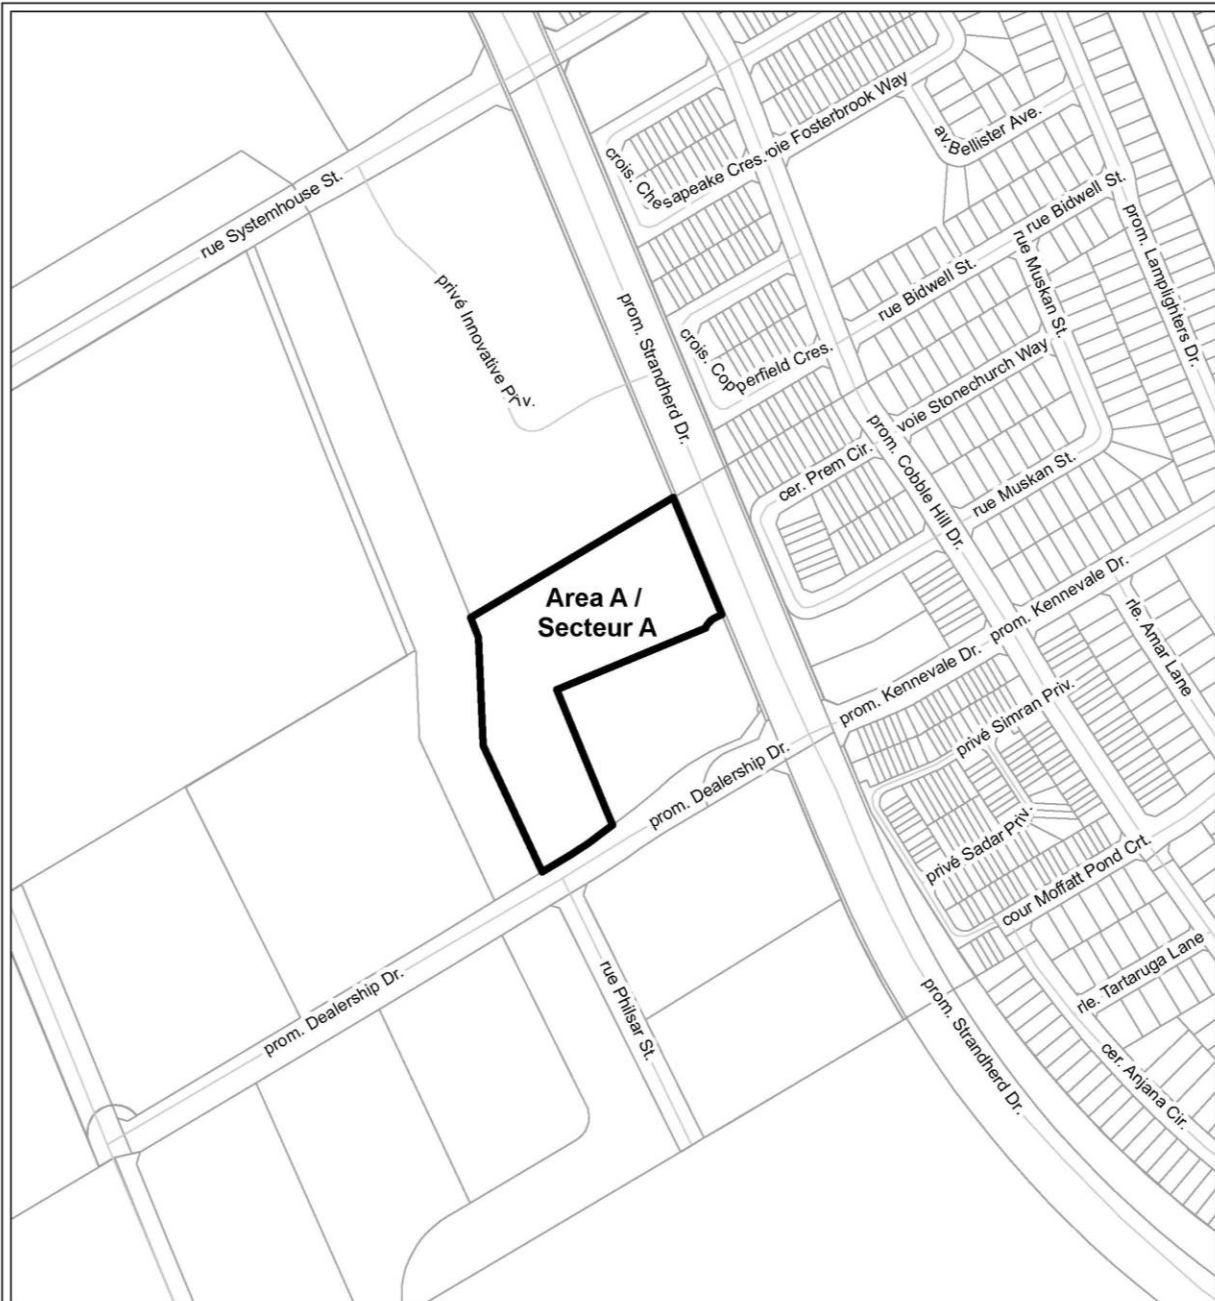 voie Fosterbrook Way
av. Bellister Ave.
crois. Chesapeake Cres.
rue Systemhouse St.
rue Bidwell St.
prom. Lamplighters Dr.
rue Muskan St.
rue Bidwell St.
privé Innovative Priv.
prom. Strandherd Dr.
crois. Copperfield Cres.
voie Stonechurch Way
prom. Cobble Hill Dr.
cer. Prem Cir.
rue Muskan St.
prom. Kennevale Dr.
Area A /
Secteur A
rle. Amar Lane
prom. Kennevale Dr.
privé Simran Priv.
prom. Dealership Dr.
privé Sadar Priv.
cour Moffatt Pond Crt.
rle. Tartaruga Lane
prom. Dealership Dr.
rue Philsar St.
prom. Strandherd Dr.
cer. Anjana Cir.